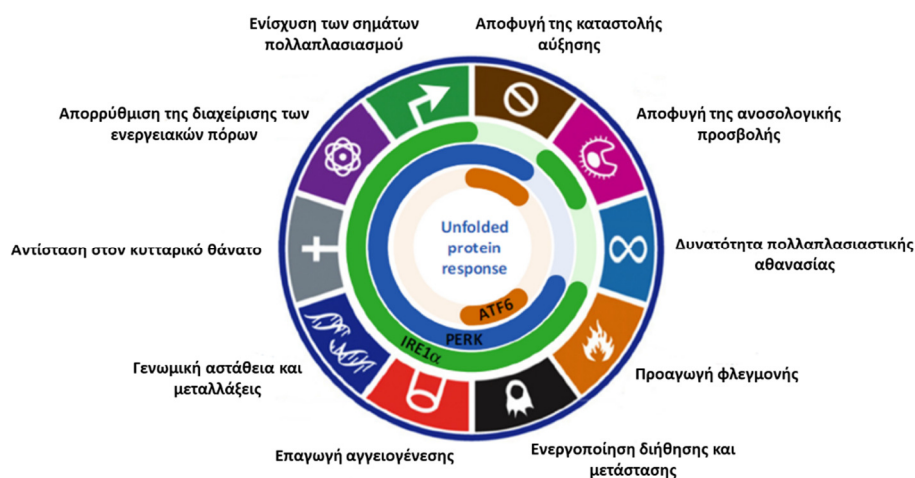 Ενίσχυση των σημάτων
πολλαπλασιασμού
Αποφυγή της καταστολής
αύξησης
Απορρύθμιση της διαχείρισης των
ενεργειακών πόρων
Αποφυγή της ανοσολογικής
προσβολής
Αντίσταση στον κυτταρικό θάνατο
Unfolded
protein
response
Δυνατότητα πολλαπλασιαστικής
αθανασίας
ATF6
PERK
IRE1α
Γενωμική αστάθεια και
μεταλλάξεις
Προαγωγή φλεγμονής
Επαγωγή αγγειογένεσης
Ενεργοποίηση διήθησης και
μετάστασης